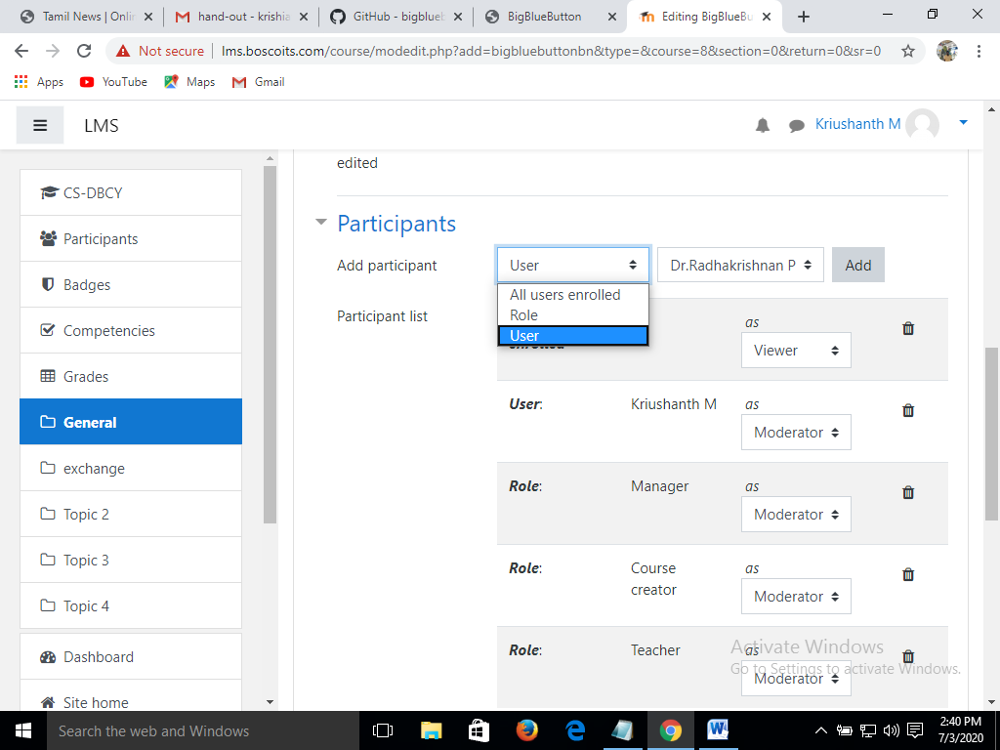 Tamil News | Onlin
hand-out - krishia
GitHub - bigblueb
BigBlueButton
Editing BigBlueBu
Not secure
lms.boscoits.com/course/modedit.php?add=bigbluebuttonbn&type=&course=8&section=0&return=0&sr=0
Apps
YouTube
Maps
Gmail
LMS
Kriushanth M
CS-DBCY
Participants
Badges
Competencies
Grades
General
exchange
Topic 2
Topic 3
Topic 4
Dashboard
Site home
edited
Participants
Add participant
User
Dr.Radhakrishnan P
Add
All users enrolled
Role
User
Participant list
enrolled
as
Viewer
User:
Kriushanth M
as
Moderator
Role:
Manager
as
Moderator
Role:
Course
creator
as
Moderator
Role:
Teacher
as
Moderator
Activate Windows
Go to Settings to activate Windows.
Search the web and Windows
2:40 PM
7/3/2020